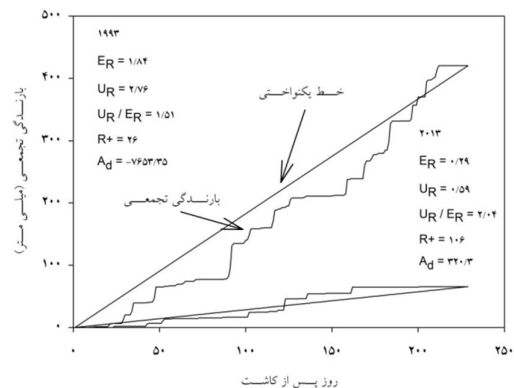 بارندگی تجمعی (میلی متر)
۵۰۰
۴۰۰
۳۰۰
۲۰۰
۱۰۰
۰
۱۹۹۳
E_R = ۱/۸۴
U_R = ۲/۷۶
U_R / E_R = ۱/۵۱
R+ = ۲۶
A_d = -۷۶۵۳/۳۵
خط یکنواختی
بارندگی تجمعی
۲۰۱۳
E_R = ۰/۲۹
U_R = ۰/۵۹
U_R / E_R = ۲/۰۴
R+ = ۱۰۶
A_d = ۳۲۰/۳
۰ ۵۰ ۱۰۰ ۱۵۰ ۲۰۰ ۲۵۰
روز پس از کاشت